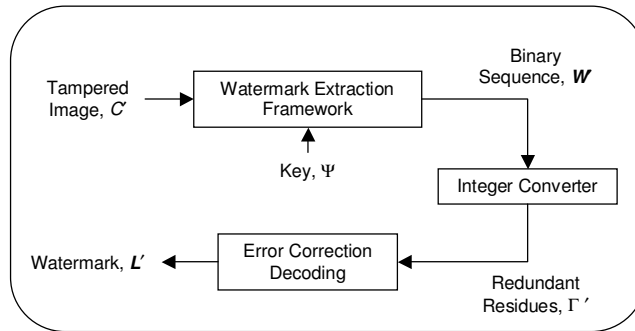 Tampered
Image, C'
Watermark Extraction
Framework
Binary
Sequence, W'
Key, Ψ
Integer Converter
Watermark, L'
Error Correction
Decoding
Redundant
Residues, Γ '